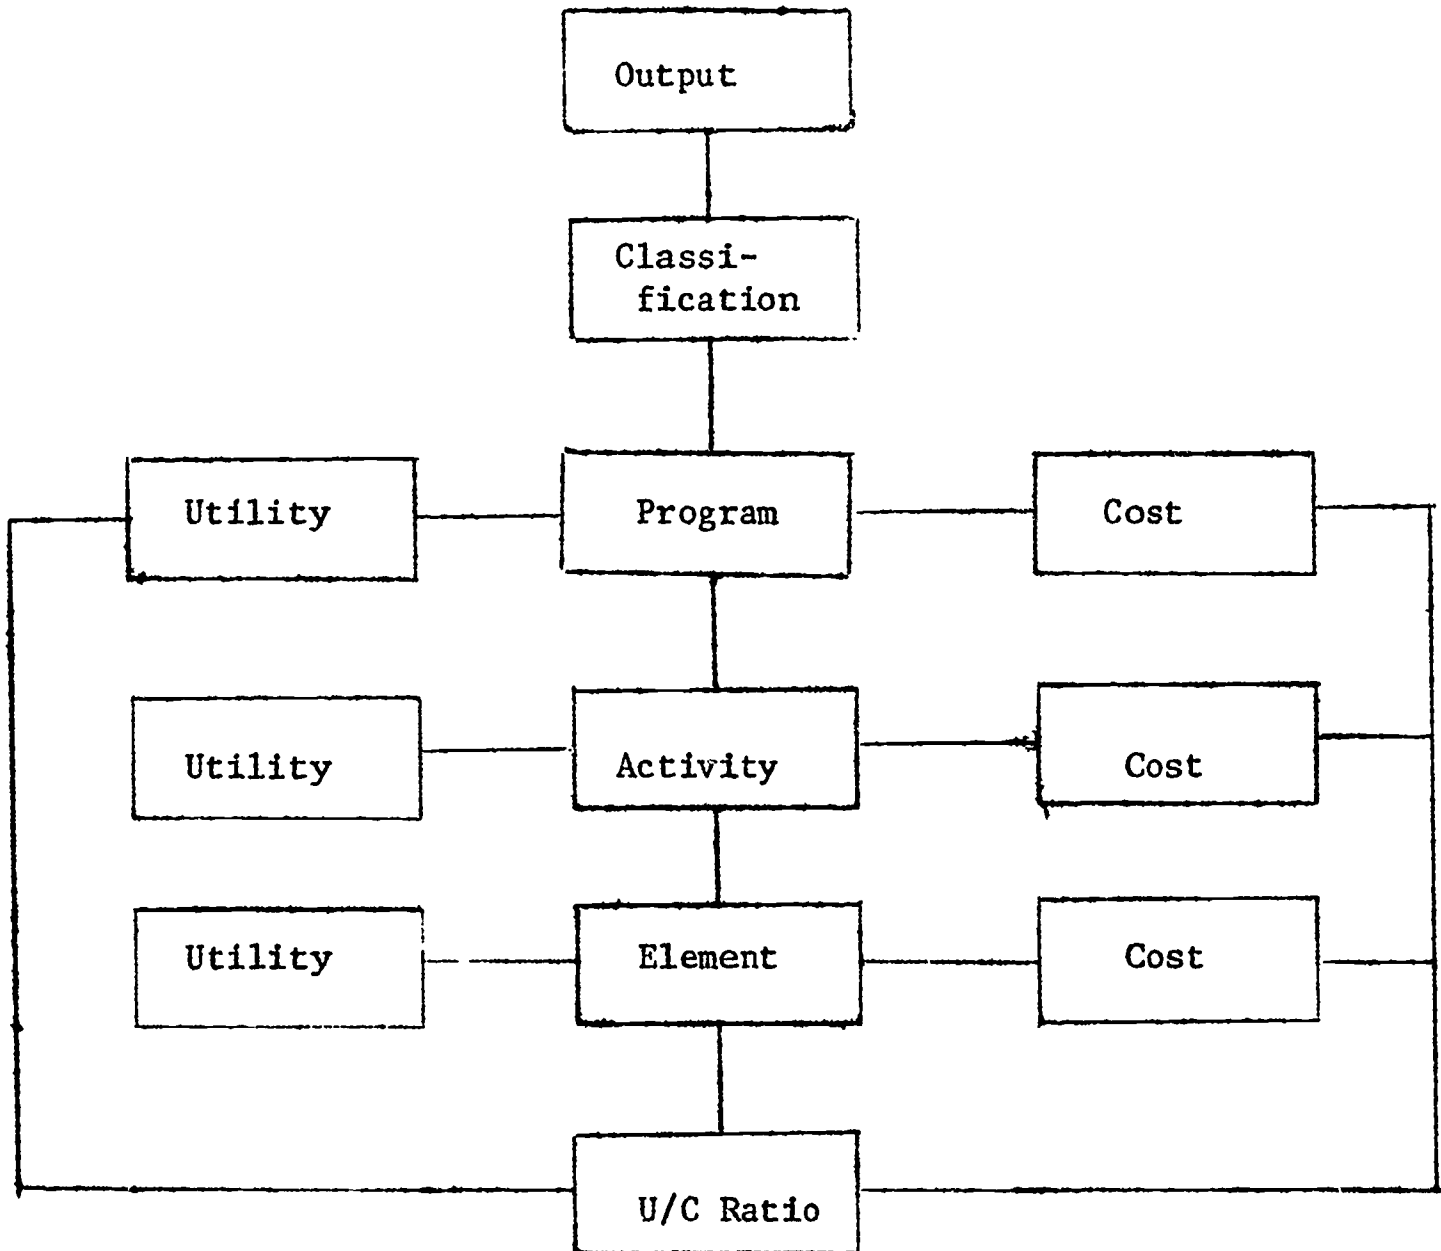 Output
Classi-
fication
Utility
Program
Cost
Utility
Activity
Cost
Utility
Element
Cost
U/C Ratio